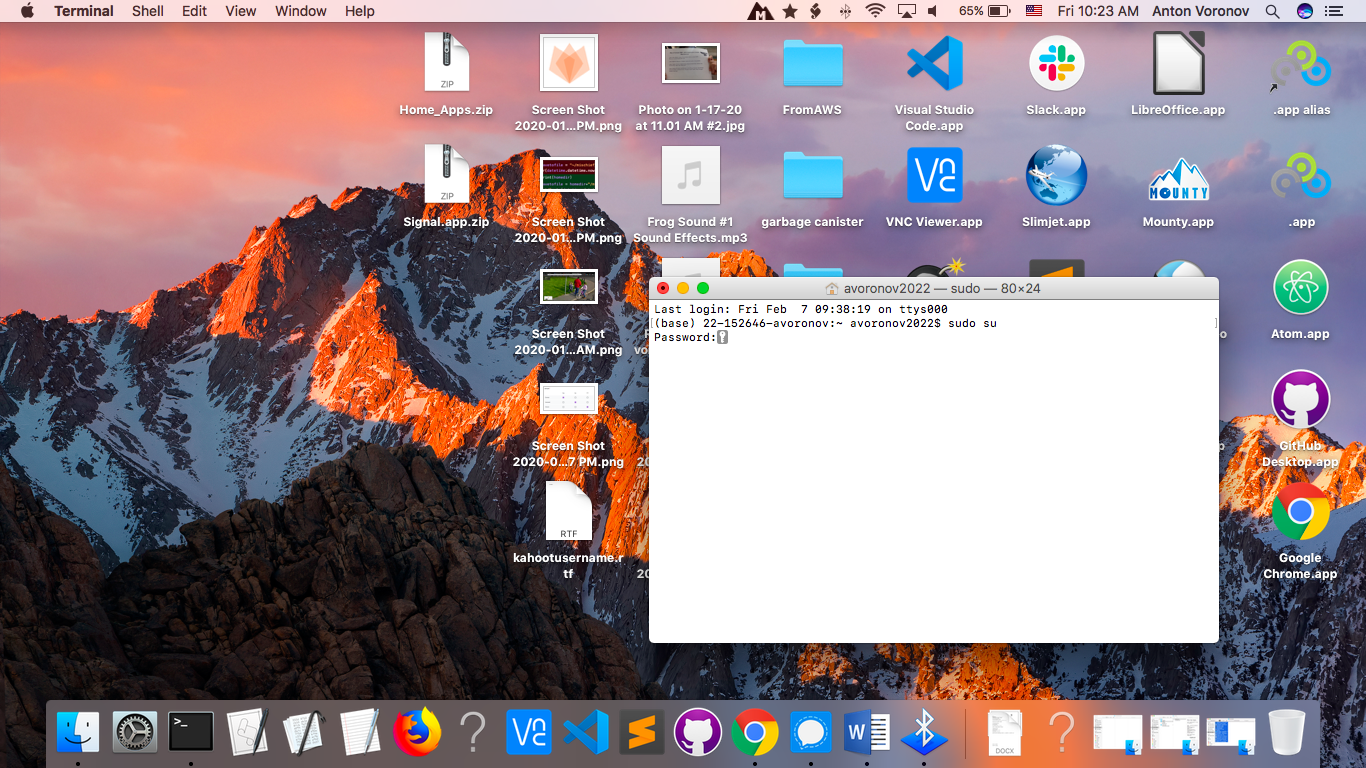 Terminal Shell Edit View Window Help 65% Fri 10:23 AM Anton Voronov
ZIP
Home_Apps.zip
Screen Shot
2020-01...PM.png
Photo on 1-17-20
at 11.01 AM #2.jpg
FromAWS
Visual Studio
Code.app
Slack.app
LibreOffice.app
.app alias
ZIP
Signal.app.zip
Screen Shot
2020-01...PM.png
Frog Sound #1
Sound Effects.mp3
garbage canister
VNC Viewer.app
Slimjet.app
MOUNTY
Mounty.app
.app
Screen Shot
2020-01...AM.png
Atom.app
Screen Shot
2020-0...7 PM.png
GitHub
Desktop.app
RTF
kahootusername.r
tf
Google
Chrome.app
avoronov2022 — sudo — 80×24
Last login: Fri Feb  7 09:38:19 on ttys000
[(base) 22-152646-avoronov:~ avoronov2022$ sudo su ]
Password:
>_
W
DOCX